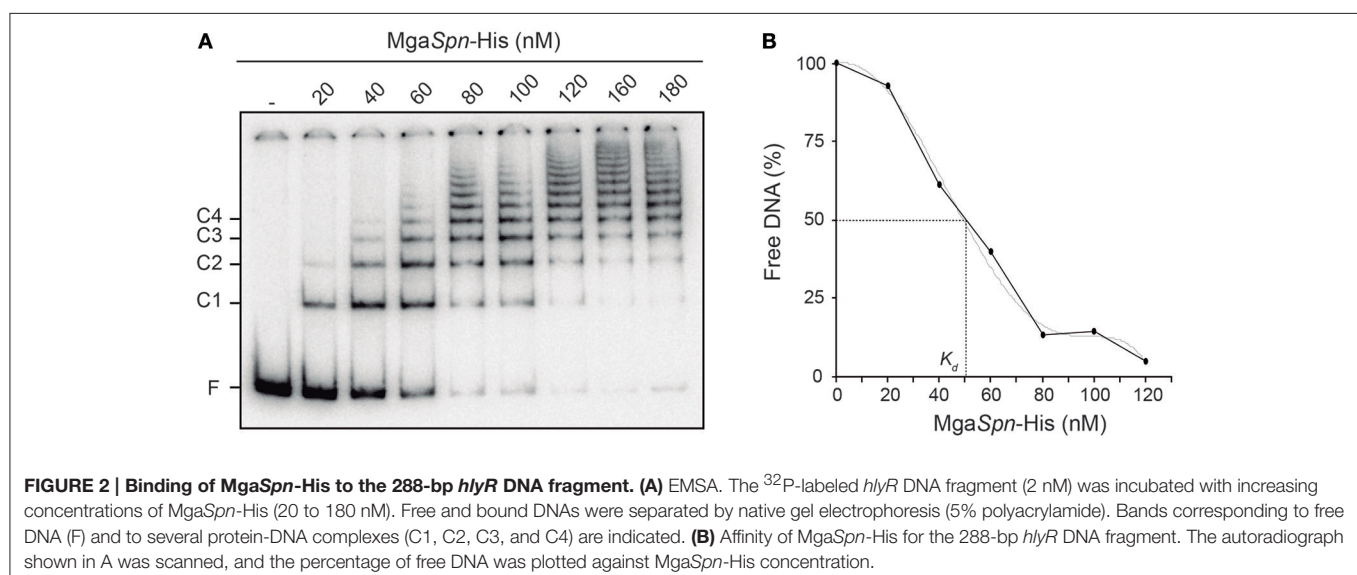 A
MgaSpn-His (nM)
- 20 40 60 80 100 120 160 180
C4
C3
C2
C1
F
B
100
75
50
25
0
Free DNA (%)
Kd
0 20 40 60 80 100 120
MgaSpn-His (nM)
FIGURE 2 | Binding of MgaSpn-His to the 288-bp hlyR DNA fragment. (A) EMSA. The 32P-labeled hlyR DNA fragment (2 nM) was incubated with increasing
concentrations of MgaSpn-His (20 to 180 nM). Free and bound DNAs were separated by native gel electrophoresis (5% polyacrylamide). Bands corresponding to free
DNA (F) and to several protein-DNA complexes (C1, C2, C3, and C4) are indicated. (B) Affinity of MgaSpn-His for the 288-bp hlyR DNA fragment. The autoradiograph
shown in A was scanned, and the percentage of free DNA was plotted against MgaSpn-His concentration.